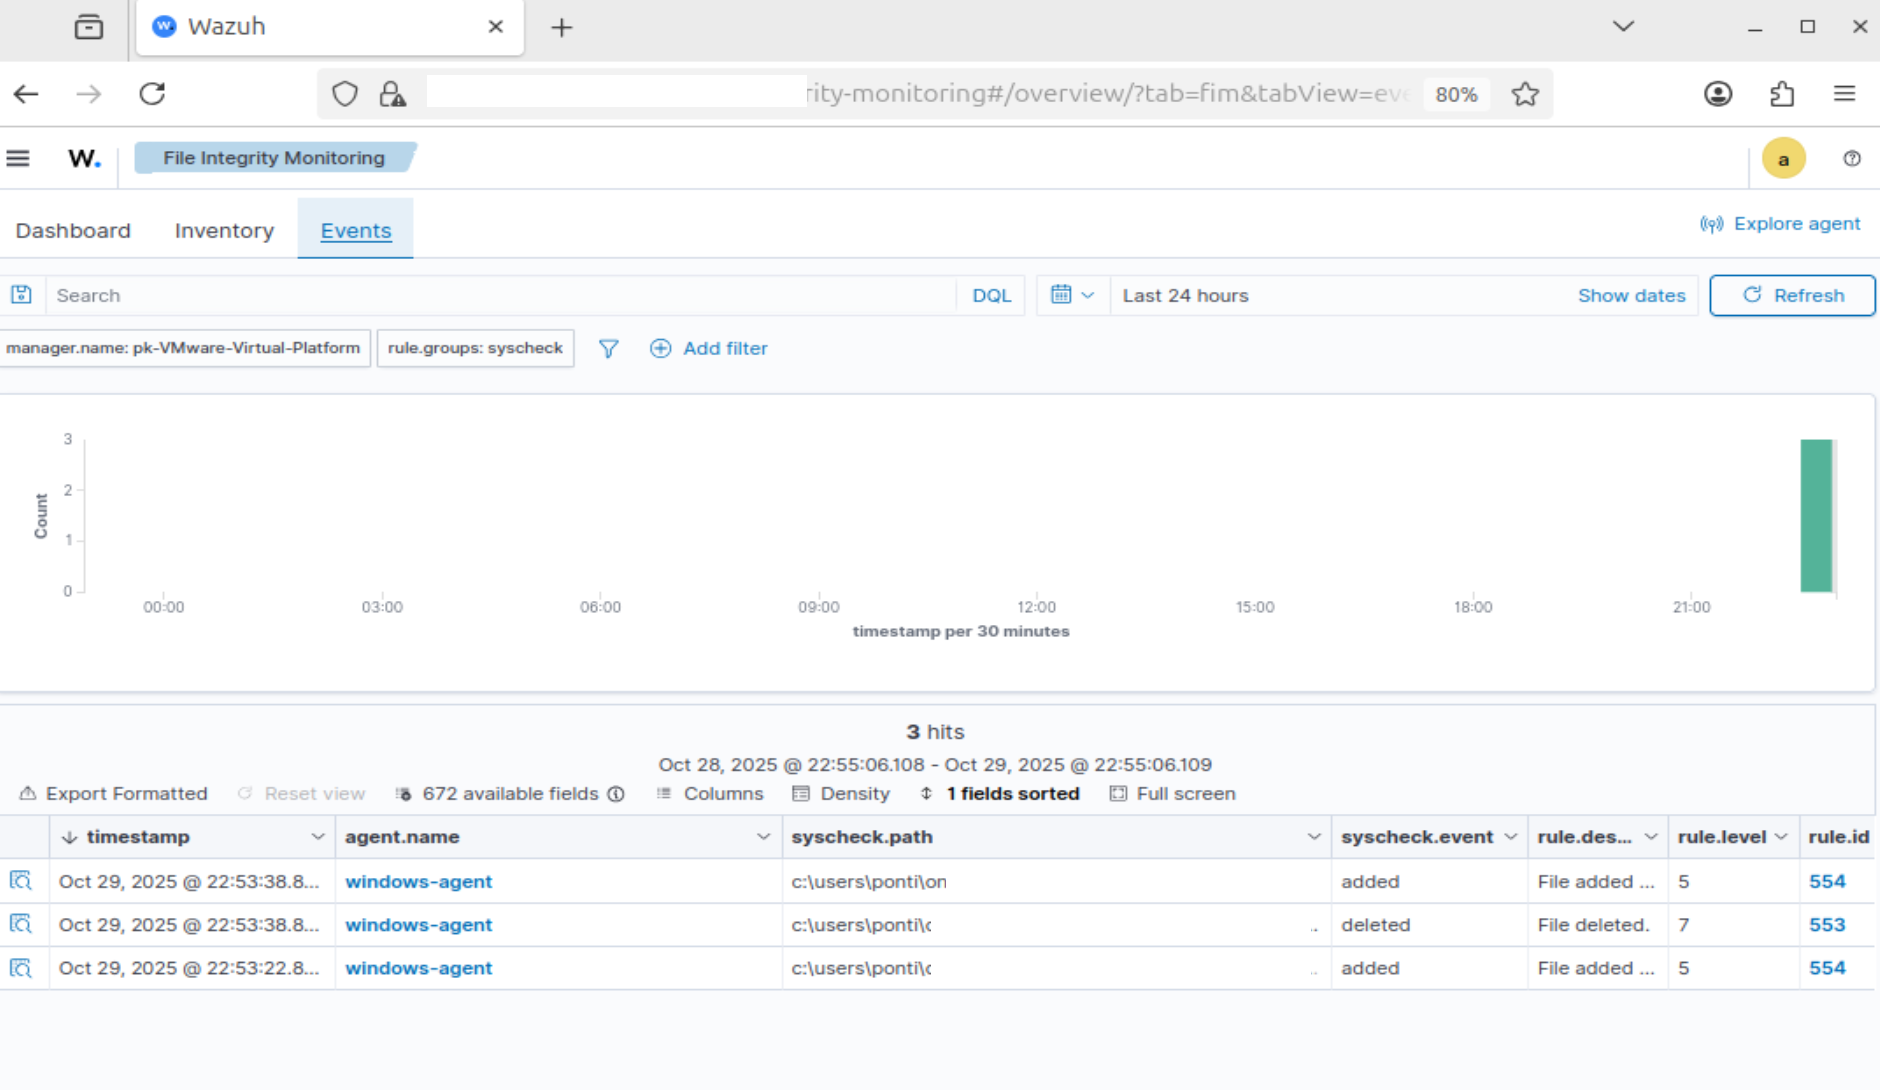 Wazuh
rity-monitoring#/overview/?tab=fim&tabView=eve 80%
W. File Integrity Monitoring a
Dashboard Inventory Events Explore agent
Search DQL Last 24 hours Show dates Refresh
manager.name: pk-VMware-Virtual-Platform rule.groups: syscheck Add filter
3
2
1
0
Count
00:00 03:00 06:00 09:00 12:00 15:00 18:00 21:00
timestamp per 30 minutes
3 hits
Oct 28, 2025 @ 22:55:06.108 - Oct 29, 2025 @ 22:55:06.109
Export Formatted Reset view 672 available fields 1 fields sorted Columns Density Full screen
timestamp agent.name syscheck.path syscheck.event rule.des... rule.level rule.id
Oct 29, 2025 @ 22:53:38.8... windows-agent c:\users\ponti\on added File added ... 5 554
Oct 29, 2025 @ 22:53:38.8... windows-agent c:\users\ponti\ .. deleted File deleted. 7 553
Oct 29, 2025 @ 22:53:22.8... windows-agent c:\users\ponti\ .. added File added ... 5 554